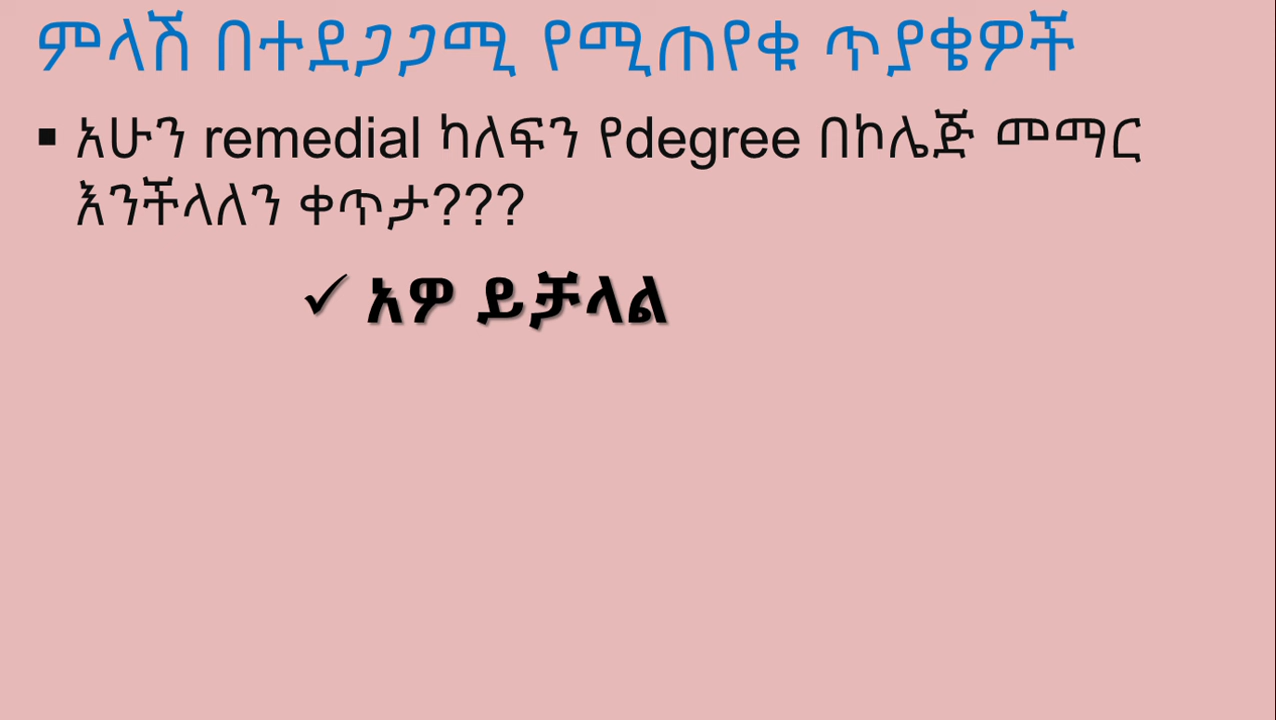 ምላሽ በተደጋጋሚ የሚጠየቁ ጥያቄዎች
▪ አሁን remedial ካለፍን የdegree በኮሌጅ መማር
እንችላለን ቀጥታ???
✓ አዎ ይቻላል